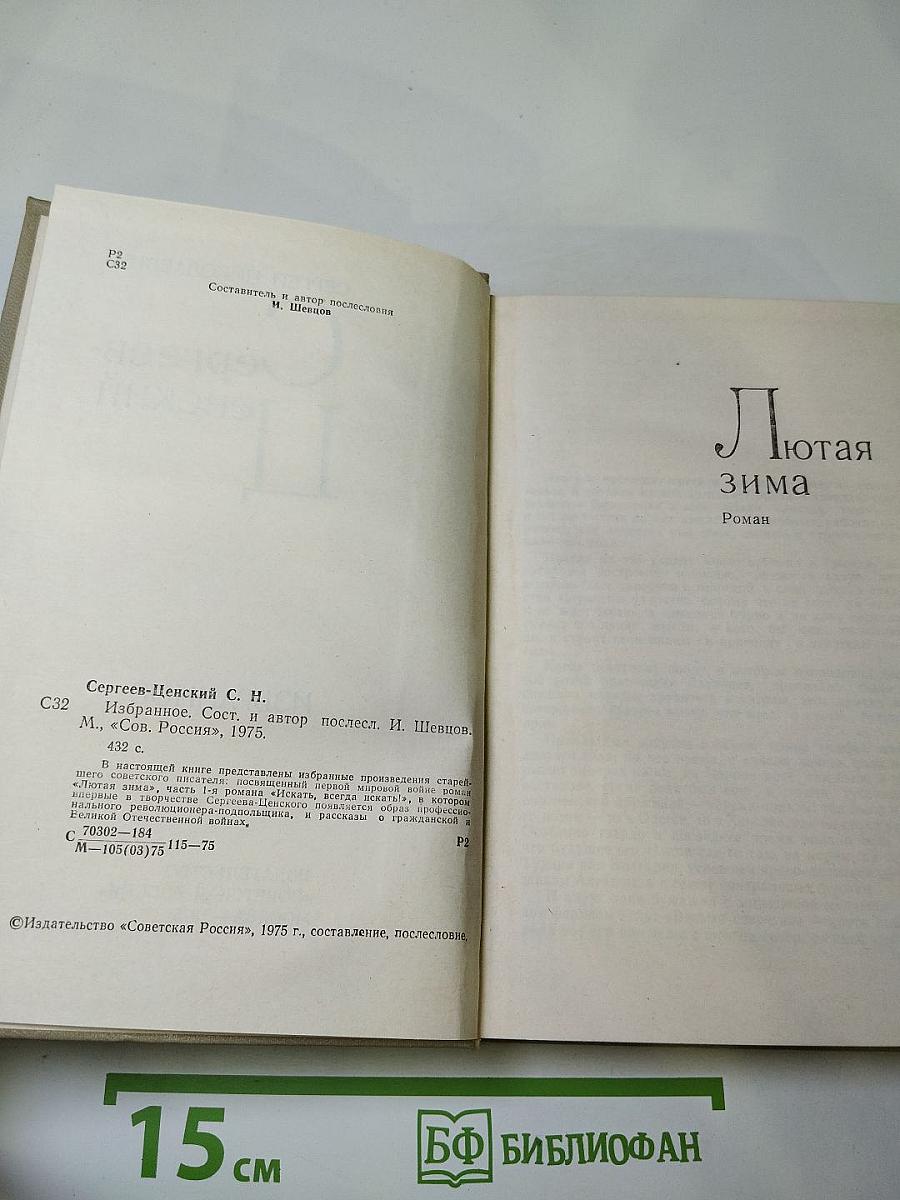 Р2
С32
Составитель и автор послесловия
И. Шевцов
Сергеев-Ценский С. Н.
С32 Избранное. Сост. и автор послесл. И. Шевцов.
М., «Сов. Россия», 1975.
432 с.
В настоящей книге представлены избранные произведения старей-
шего советского писателя: посвященный первой мировой войне роман
«Лютая зима», часть 1-я романа «Искать, всегда искать!», в котором
впервые в творчестве Сергеева-Ценского появляется образ профессио-
нального революционера-подпольщика, и рассказы о гражданской и
Великой Отечественной войнах.
С 70302—184
М—105(03)75 115—75 Р2
©Издательство «Советская Россия», 1975 г., составление, послесловие.
Лютая
зима
Роман
15 см
БФ БИБЛИОФАН